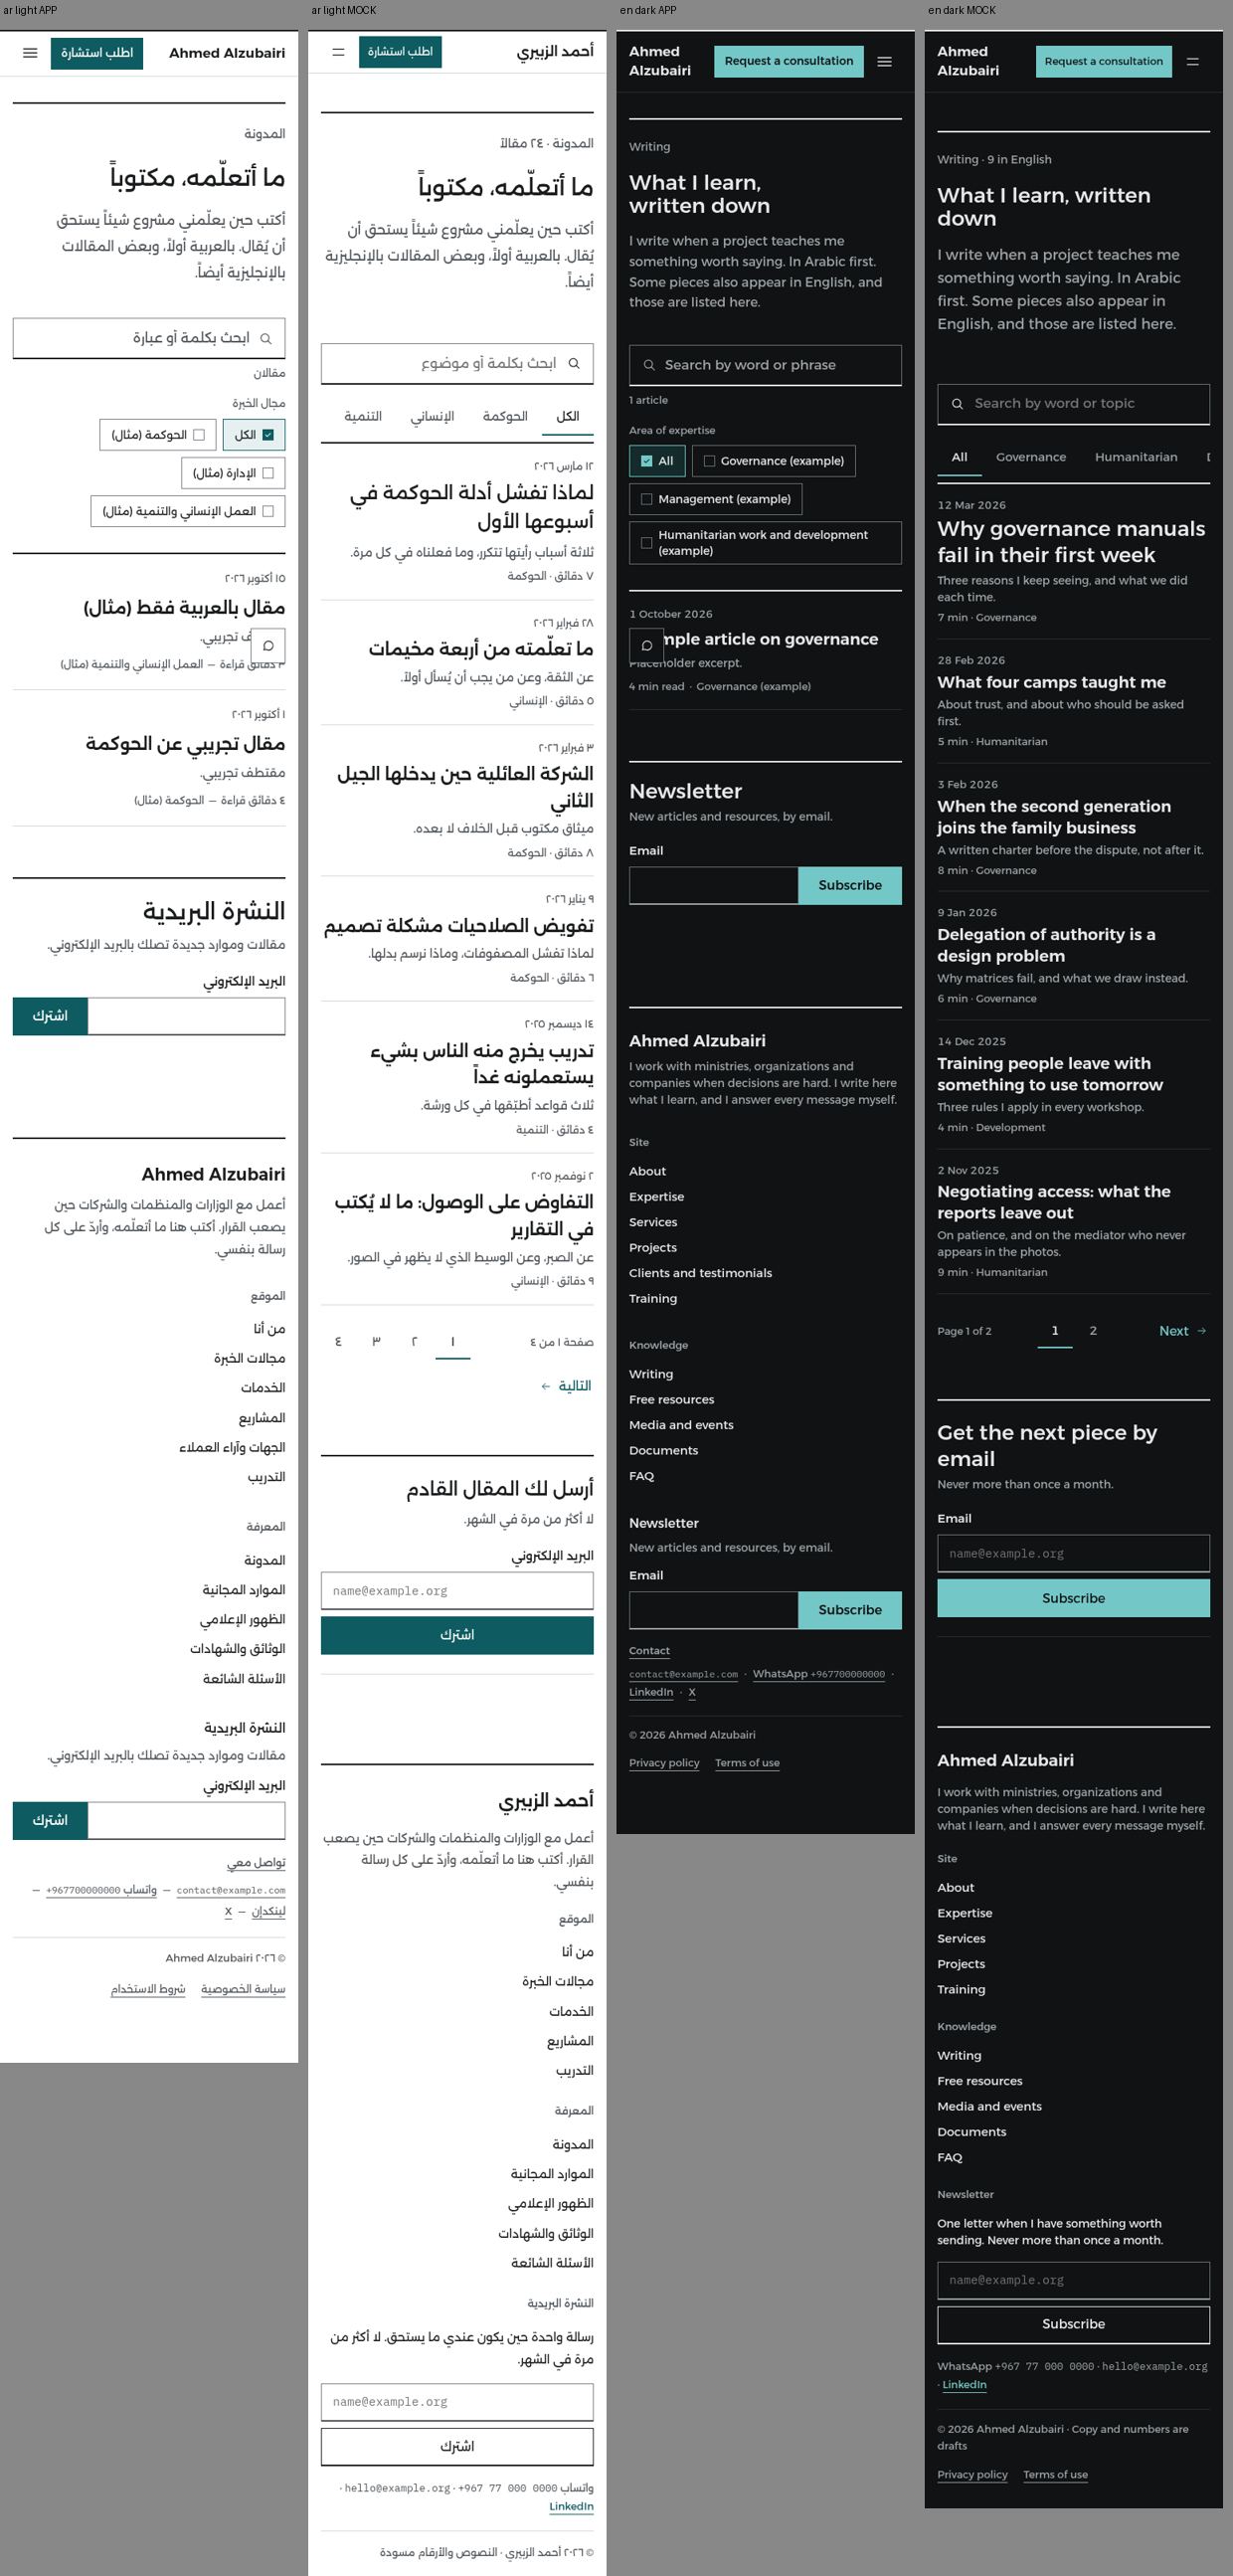 ar light APP
Ahmed Alzubairi
اطلب استشارة
المدونة
ما أتعلّمه، مكتوباً
أكتب حين يعلّمني مشروع شيئاً يستحق
أن يُقال. بالعربية أولاً، وبعض المقالات
بالإنجليزية أيضاً.
ابحث بكلمة أو عبارة
مقالان
مجال الخبرة
الكل
الحوكمة (مثال)
الإدارة (مثال)
العمل الإنساني والتنمية (مثال)
١٥ أكتوبر ٢٠٢٦
مقال بالعربية فقط (مثال)
تجريبي.
دقائق قراءة — العمل الإنساني والتنمية (مثال)
١ أكتوبر ٢٠٢٦
مقال تجريبي عن الحوكمة
مقتطف تجريبي.
٤ دقائق قراءة — الحوكمة (مثال)
النشرة البريدية
مقالات وموارد جديدة تصلك بالبريد الإلكتروني.
البريد الإلكتروني
اشترك
Ahmed Alzubairi
أعمل مع الوزارات والمنظمات والشركات حين
يصعب القرار. أكتب هنا ما أتعلّمه، وأردّ على كل
رسالة بنفسي.
الموقع
من أنا
مجالات الخبرة
الخدمات
المشاريع
الجهات وآراء العملاء
التدريب
المعرفة
المدونة
الموارد المجانية
الظهور الإعلامي
الوثائق والشهادات
الأسئلة الشائعة
النشرة البريدية
مقالات وموارد جديدة تصلك بالبريد الإلكتروني.
البريد الإلكتروني
اشترك
تواصل معي
contact@example.com — واتساب +967700000000 —
لينكدإن — X
© ٢٠٢٦ Ahmed Alzubairi
سياسة الخصوصية شروط الاستخدام
ar light MOCK
أحمد الزبيري
اطلب استشارة
المدونة · ٢٤ مقالاً
ما أتعلّمه، مكتوباً
أكتب حين يعلّمني مشروع شيئاً يستحق أن
يُقال. بالعربية أولاً، وبعض المقالات بالإنجليزية
أيضاً.
ابحث بكلمة أو موضوع
الكل الحوكمة الإنساني التنمية
١٢ مارس ٢٠٢٦
لماذا تفشل أدلة الحوكمة في
أسبوعها الأول
ثلاثة أسباب رأيتها تتكرر، وما فعلناه في كل مرة.
٧ دقائق · الحوكمة
٢٨ فبراير ٢٠٢٦
ما تعلّمته من أربعة مخيمات
عن الثقة، وعن من يجب أن يُسأل أولاً.
٥ دقائق · الإنساني
٣ فبراير ٢٠٢٦
الشركة العائلية حين يدخلها الجيل
الثاني
ميثاق مكتوب قبل الخلاف لا بعده.
٨ دقائق · الحوكمة
٩ يناير ٢٠٢٦
تفويض الصلاحيات مشكلة تصميم
لماذا تفشل المصفوفات، وماذا نرسم بدلها.
٦ دقائق · الحوكمة
١٤ ديسمبر ٢٠٢٥
تدريب يخرج منه الناس بشيء
يستعملونه غداً
ثلاث قواعد أطبّقها في كل ورشة.
٤ دقائق · التنمية
٢ نوفمبر ٢٠٢٥
التفاوض على الوصول: ما لا يُكتب
في التقارير
عن الصبر، وعن الوسيط الذي لا يظهر في الصور.
٩ دقائق · الإنساني
صفحة ١ من ٤
١ ٢ ٣ ٤
التالية ←
أرسل لك المقال القادم
لا أكثر من مرة في الشهر.
البريد الإلكتروني
name@example.org
اشترك
أحمد الزبيري
أعمل مع الوزارات والمنظمات والشركات حين يصعب
القرار. أكتب هنا ما أتعلّمه، وأردّ على كل رسالة
بنفسي.
الموقع
من أنا
مجالات الخبرة
الخدمات
المشاريع
التدريب
المعرفة
المدونة
الموارد المجانية
الظهور الإعلامي
الوثائق والشهادات
الأسئلة الشائعة
النشرة البريدية
رسالة واحدة حين يكون عندي ما يستحق. لا أكثر من
مرة في الشهر.
name@example.org
اشترك
واتساب +967 77 000 0000 · hello@example.org ·
LinkedIn
© ٢٠٢٦ أحمد الزبيري · النصوص والأرقام مسودة
en dark APP
Ahmed
Alzubairi
Request a consultation
Writing
What I learn,
written down
I write when a project teaches me
something worth saying. In Arabic first.
Some pieces also appear in English, and
those are listed here.
Search by word or phrase
1 article
Area of expertise
All
Governance (example)
Management (example)
Humanitarian work and development
(example)
1 October 2026
mple article on governance
Placeholder excerpt.
4 min read · Governance (example)
Newsletter
New articles and resources, by email.
Email
Subscribe
Ahmed Alzubairi
I work with ministries, organizations and
companies when decisions are hard. I write here
what I learn, and I answer every message myself.
Site
About
Expertise
Services
Projects
Clients and testimonials
Training
Knowledge
Writing
Free resources
Media and events
Documents
FAQ
Newsletter
New articles and resources, by email.
Email
Subscribe
Contact
contact@example.com · WhatsApp +967700000000 ·
LinkedIn · X
© 2026 Ahmed Alzubairi
Privacy policy Terms of use
en dark MOCK
Ahmed
Alzubairi
Request a consultation
Writing · 9 in English
What I learn, written
down
I write when a project teaches me
something worth saying. In Arabic
first. Some pieces also appear in
English, and those are listed here.
Search by word or topic
All Governance Humanitarian
12 Mar 2026
Why governance manuals
fail in their first week
Three reasons I keep seeing, and what we did
each time.
7 min · Governance
28 Feb 2026
What four camps taught me
About trust, and about who should be asked
first.
5 min · Humanitarian
3 Feb 2026
When the second generation
joins the family business
A written charter before the dispute, not after it.
8 min · Governance
9 Jan 2026
Delegation of authority is a
design problem
Why matrices fail, and what we draw instead.
6 min · Governance
14 Dec 2025
Training people leave with
something to use tomorrow
Three rules I apply in every workshop.
4 min · Development
2 Nov 2025
Negotiating access: what the
reports leave out
On patience, and on the mediator who never
appears in the photos.
9 min · Humanitarian
Page 1 of 2
1 2
Next →
Get the next piece by
email
Never more than once a month.
Email
name@example.org
Subscribe
Ahmed Alzubairi
I work with ministries, organizations and
companies when decisions are hard. I write here
what I learn, and I answer every message myself.
Site
About
Expertise
Services
Projects
Training
Knowledge
Writing
Free resources
Media and events
Documents
FAQ
Newsletter
One letter when I have something worth
sending. Never more than once a month.
name@example.org
Subscribe
WhatsApp +967 77 000 0000 · hello@example.org
· LinkedIn
© 2026 Ahmed Alzubairi · Copy and numbers are
drafts
Privacy policy Terms of use